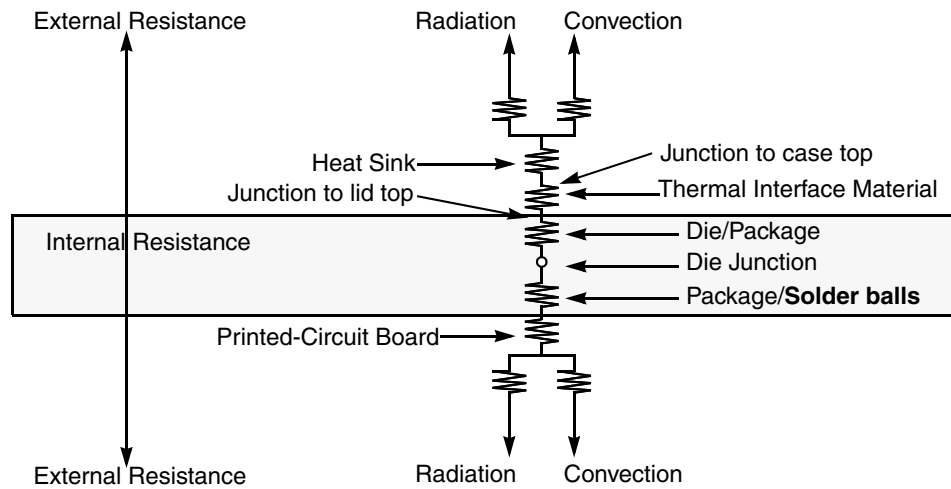 External Resistance
Radiation
Convection
Heat Sink
Junction to case top
Junction to lid top
Thermal Interface Material
Internal Resistance
Die/Package
Die Junction
Package/Solder balls
Printed-Circuit Board
External Resistance
Radiation
Convection